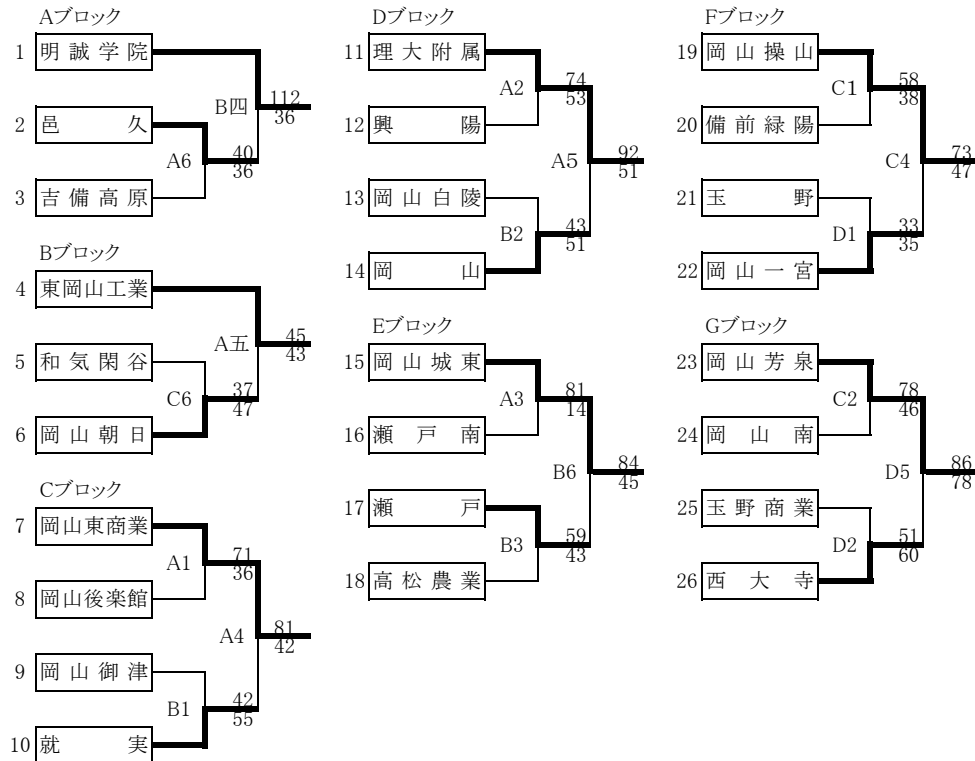 Aブロック
1 明誠学院
B四 112
36
2 邑久
A6 40
36
3 吉備高原
Bブロック
4 東岡山工業
A五 45
43
5 和気閑谷
C6 37
47
6 岡山朝日
Cブロック
7 岡山東商業
A1 71
36
8 岡山後楽館
A4 81
42
9 岡山御津
B1 42
55
10 就実
Dブロック
11 理大附属
A2 74
53
12 興陽
A5 92
51
13 岡山白陵
B2 43
51
14 岡山
Eブロック
15 岡山城東
A3 81
14
16 瀬戸南
B6 84
45
17 瀬戸
B3 59
43
18 高松農業
Fブロック
19 岡山操山
C1 58
38
20 備前緑陽
C4 73
47
21 玉野
D1 33
35
22 岡山一宮
Gブロック
23 岡山芳泉
C2 78
46
24 岡山南
D5 86
78
25 玉野商業
D2 51
60
26 西大寺